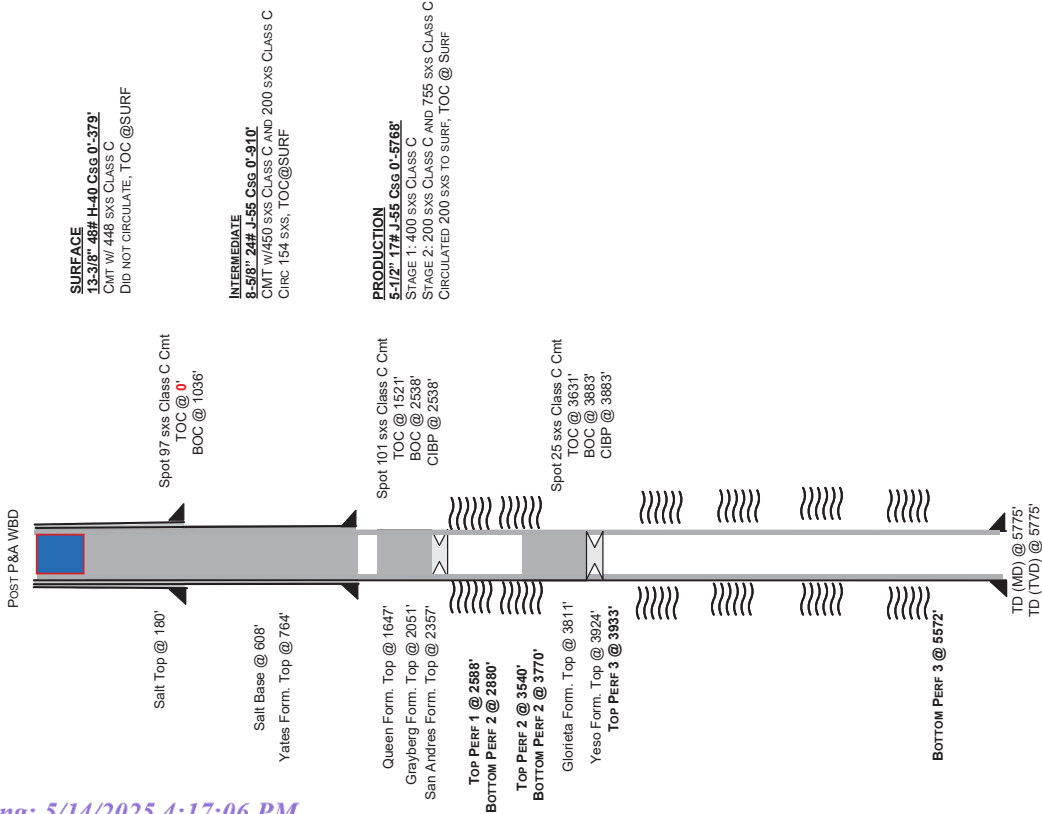 POST P&A WBD
SURFACE
13-3/8" 48# H-40 CSG 0'-379'
CMT W/ 448 SXS CLASS C
DID NOT CIRCULATE, TOC @SURF
INTERMEDIATE
8-5/8" 24# J-55 CSG 0'-910'
CMT W/450 SXS CLASS C AND 200 SXS CLASS C
CIRC 154 SXS, TOC@SURF
PRODUCTION
5-1/2" 17# J-55 CSG 0'-5768'
STAGE 1: 400 SXS CLASS C
STAGE 2: 200 SXS CLASS C AND 755 SXS CLASS C
CIRCULATED 200 SXS TO SURF, TOC @ SURF
Spot 97 sxs Class C Cmt
TOC @ 0'
BOC @ 1036'
Spot 101 sxs Class C Cmt
TOC @ 1521'
BOC @ 2538'
CIBP @ 2538'
Spot 25 sxs Class C Cmt
TOC @ 3631'
BOC @ 3883'
CIBP @ 3883'
Salt Top @ 180'
Salt Base @ 608'
Yates Form. Top @ 764'
Queen Form. Top @ 1647'
Grayberg Form. Top @ 2051'
San Andres Form. Top @ 2357'
TOP PERF 1 @ 2588'
BOTTOM PERF 2 @ 2880'
TOP PERF 2 @ 3540'
BOTTOM PERF 2 @ 3770'
Glorieta Form. Top @ 3811'
Yeso Form. Top @ 3924'
TOP PERF 3 @ 3933'
BOTTOM PERF 3 @ 5572'
TD (MD) @ 5775'
TD (TVD) @ 5775'
ng: 5/14/2025 4:17:06 PM